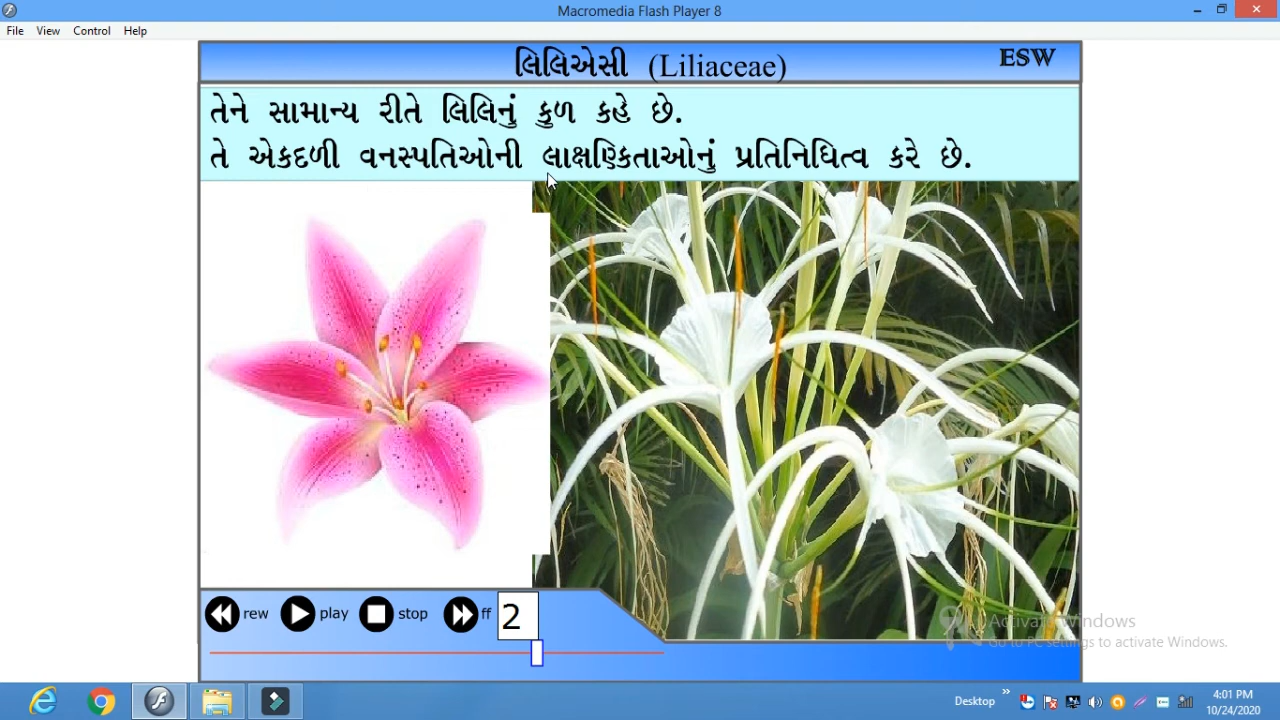 Macromedia Flash Player 8
File View Control Help
લિલિએસી (Liliaceae)
ESW
તેને સામાન્ય રીતે લિલિનું કુળ કહે છે.
તે એકદળી વનસ્પતિઓની લાક્ષણિકતાઓનું પ્રતિનિધિત્વ કરે છે.
rew play stop ff 2
Activate Windows
Go to PC settings to activate Windows.
Desktop
4:01 PM
10/24/2020